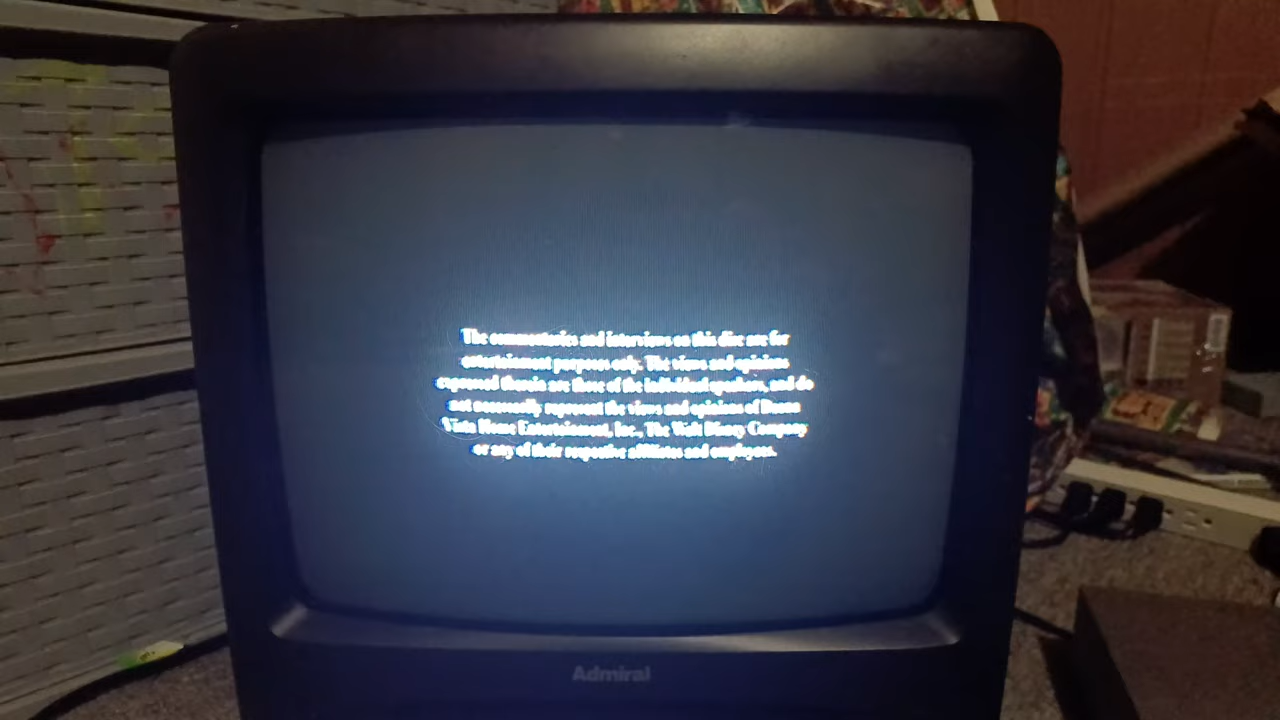 The commentaries and interviews on this disc are for
entertainment purposes only. The views and opinions
expressed therein are those of the individual speakers, and do
not necessarily represent the views and opinions of Buena
Vista Home Entertainment, Inc., The Walt Disney Company
or any of their respective affiliates and employees.
Admiral